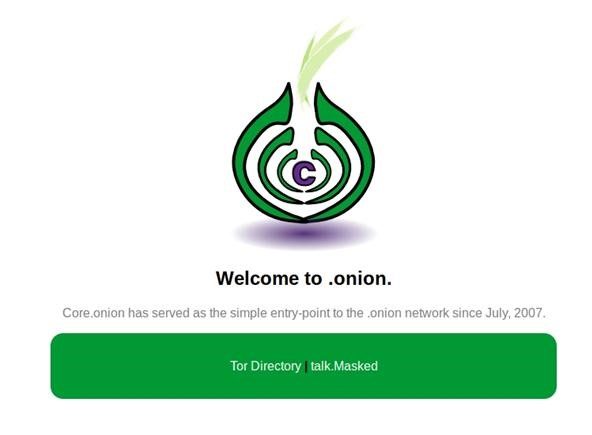 C
Welcome to .onion.
Core.onion has served as the simple entry-point to the .onion network since July, 2007.
Tor Directory | talk.Masked